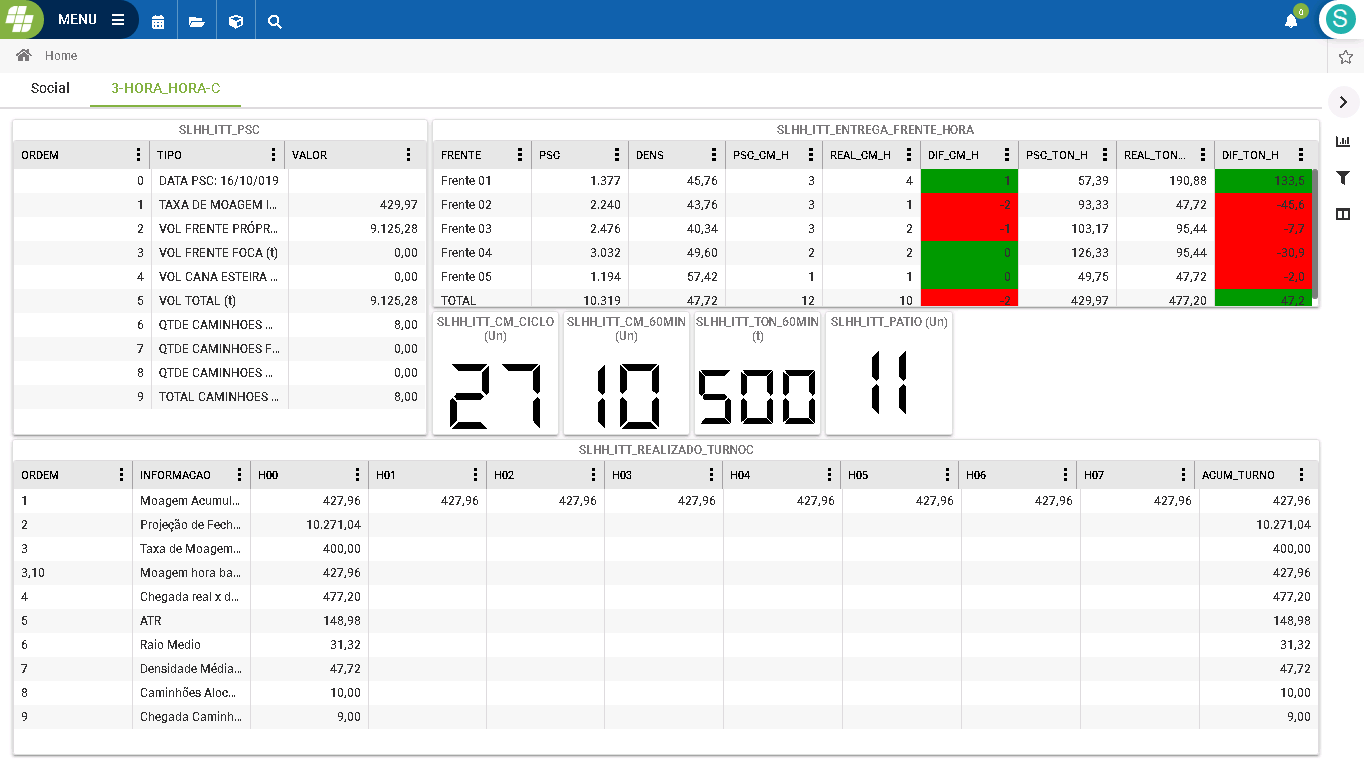 MENU
0
S
Home
Social 3-HORA_HORA-C
SLHH_ITT_PSC
ORDEM TIPO VALOR
0 DATA PSC: 16/10/019
1 TAXA DE MOAGEM I... 429,97
2 VOL FRENTE PRÓPR... 9.125,28
3 VOL FRENTE FOCA (t) 0,00
4 VOL CANA ESTEIRA ... 0,00
5 VOL TOTAL (t) 9.125,28
6 QTDE CAMINHOES ... 8,00
7 QTDE CAMINHOES F... 0,00
8 QTDE CAMINHOES ... 0,00
9 TOTAL CAMINHOES ... 8,00
SLHH_ITT_ENTREGA_FRENTE_HORA
FRENTE PSC DENS PSC_CM_H REAL_CM_H DIF_CM_H PSC_TON_H REAL_TON... DIF_TON_H
Frente 01 1.377 45,76 3 4 1 57,39 190,88 133,5
Frente 02 2.240 43,76 3 1 -2 93,33 47,72 -45,6
Frente 03 2.476 40,34 3 2 -1 103,17 95,44 -7,7
Frente 04 3.032 49,60 2 2 0 126,33 95,44 -30,9
Frente 05 1.194 57,42 1 1 0 49,75 47,72 -2,0
TOTAL 10.319 47,72 12 10 -2 429,97 477,20 47,2
SLHH_ITT_CM_CICLO
(Un)
27
SLHH_ITT_CM_60MIN
(Un)
10
SLHH_ITT_TON_60MIN
(t)
500
SLHH_ITT_PATIO (Un)
11
SLHH_ITT_REALIZADO_TURNOC
ORDEM INFORMACAO H00 H01 H02 H03 H04 H05 H06 H07 ACUM_TURNO
1 Moagem Acumul... 427,96 427,96 427,96 427,96 427,96 427,96 427,96 427,96 427,96
2 Projeção de Fech... 10.271,04 10.271,04
3 Taxa de Moagem... 400,00 400,00
3,10 Moagem hora ba... 427,96 427,96
4 Chegada real x d... 477,20 477,20
5 ATR 148,98 148,98
6 Raio Medio 31,32 31,32
7 Densidade Média... 47,72 47,72
8 Caminhões Aloc... 10,00 10,00
9 Chegada Caminh... 9,00 9,00